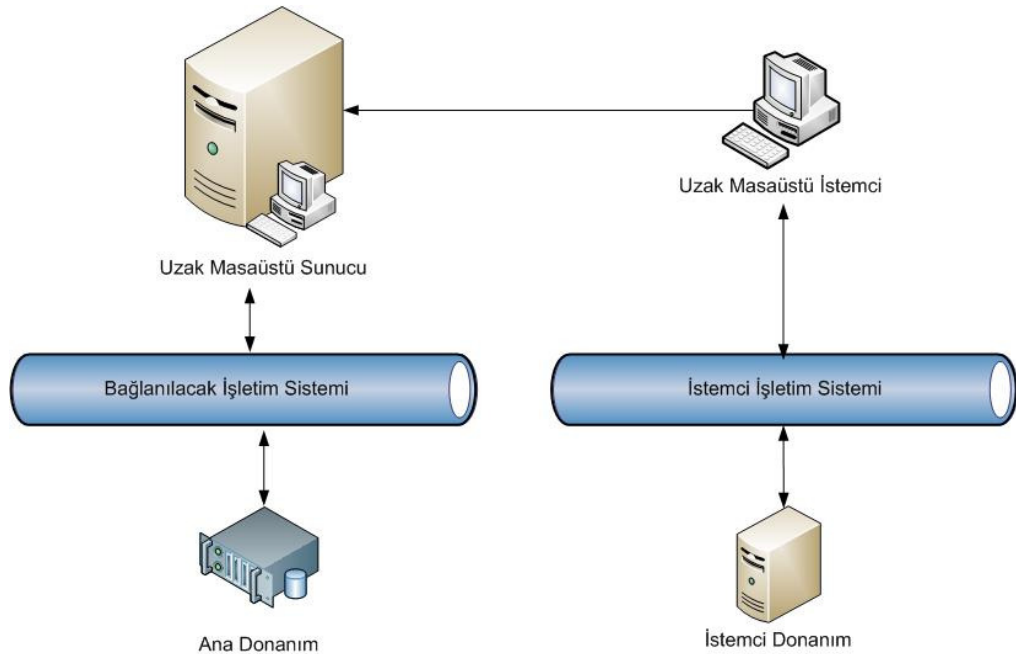 Uzak Masaüstü İstemci
Uzak Masaüstü Sunucu
Bağlanılacak İşletim Sistemi
İstemci İşletim Sistemi
Ana Donanım
İstemci Donanım